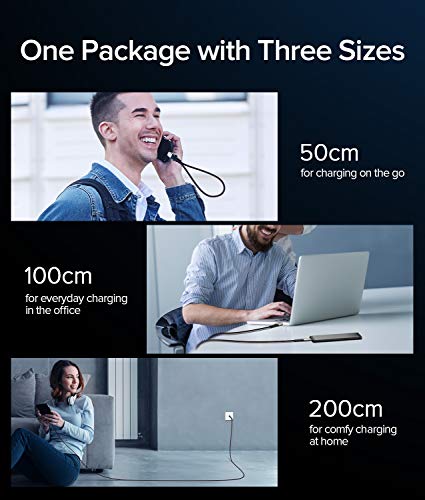 One Package with Three Sizes
50cm
for charging on the go
100cm
for everyday charging
in the office
200cm
for comfy charging
at home